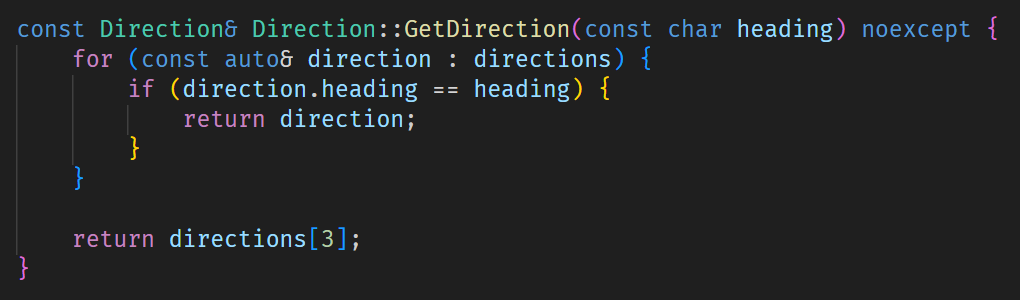 const Direction& Direction::GetDirection(const char heading) noexcept {
    for (const auto& direction : directions) {
        if (direction.heading == heading) {
            return direction;
        }
    }

    return directions[3];
}